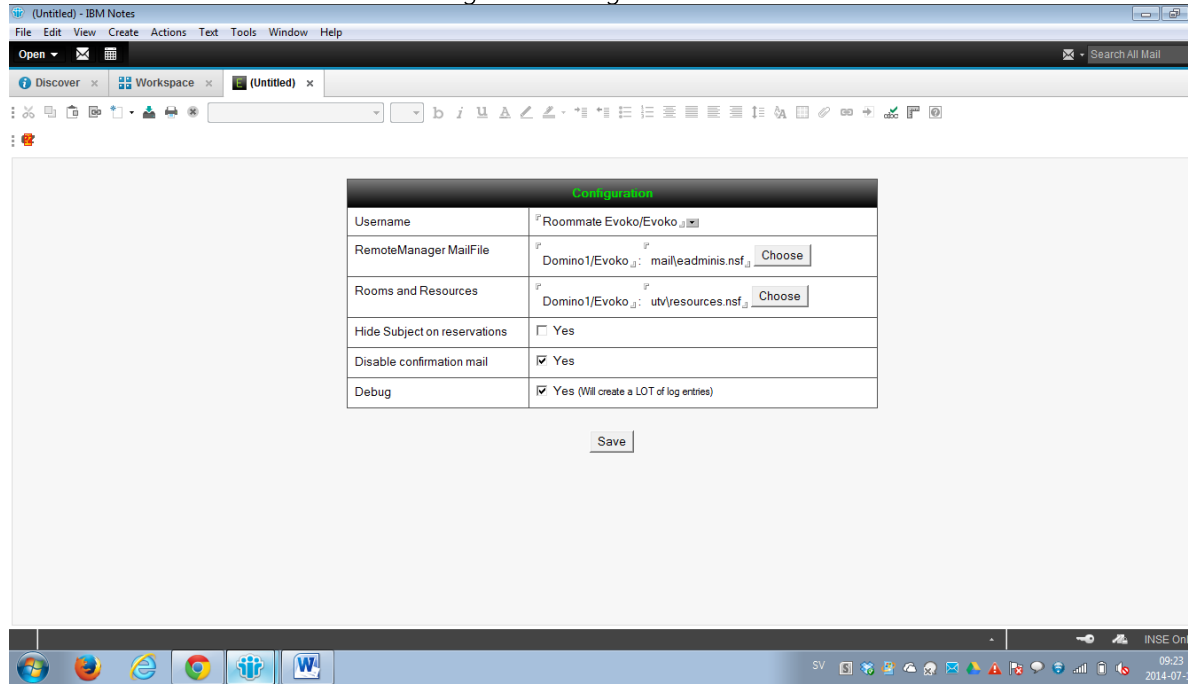 (Untitled) - IBM Notes
File Edit View Create Actions Text Tools Window Help
Open
Search All Mail
Discover
Workspace
(Untitled)
b i U A
Configuration
Username Roommate Evoko/Evoko
RemoteManager MailFile Domino1/Evoko : mail\eadminis.nsf Choose
Rooms and Resources Domino1/Evoko : utv\resources.nsf Choose
Hide Subject on reservations Yes
Disable confirmation mail Yes
Debug Yes (Will create a LOT of log entries)
Save
INSE Onl
SV
09:23
2014-07-